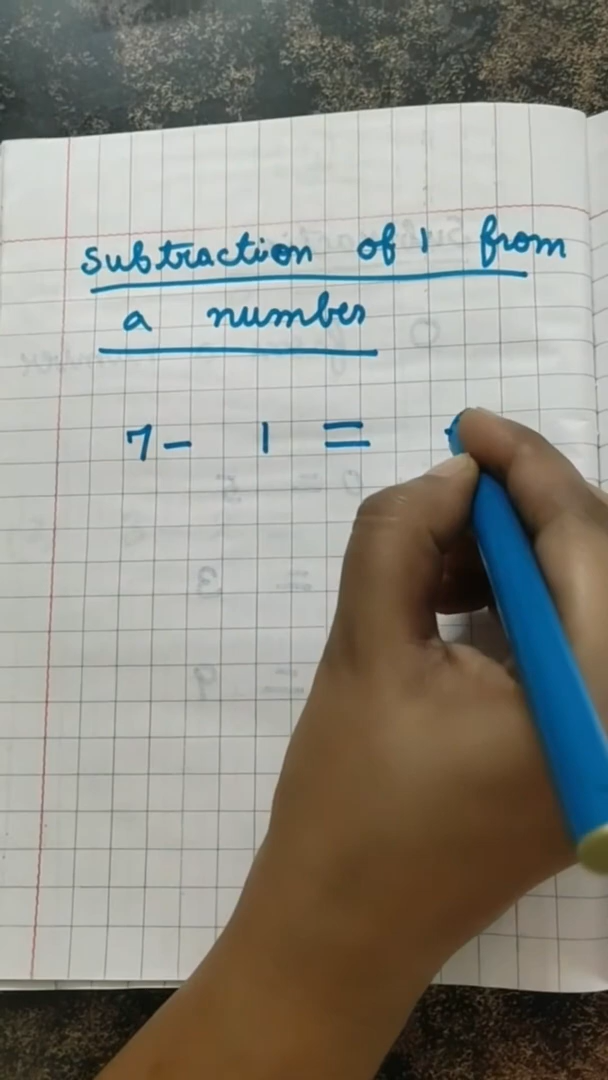 Subtraction of 1 from
a number
7 - 1 =